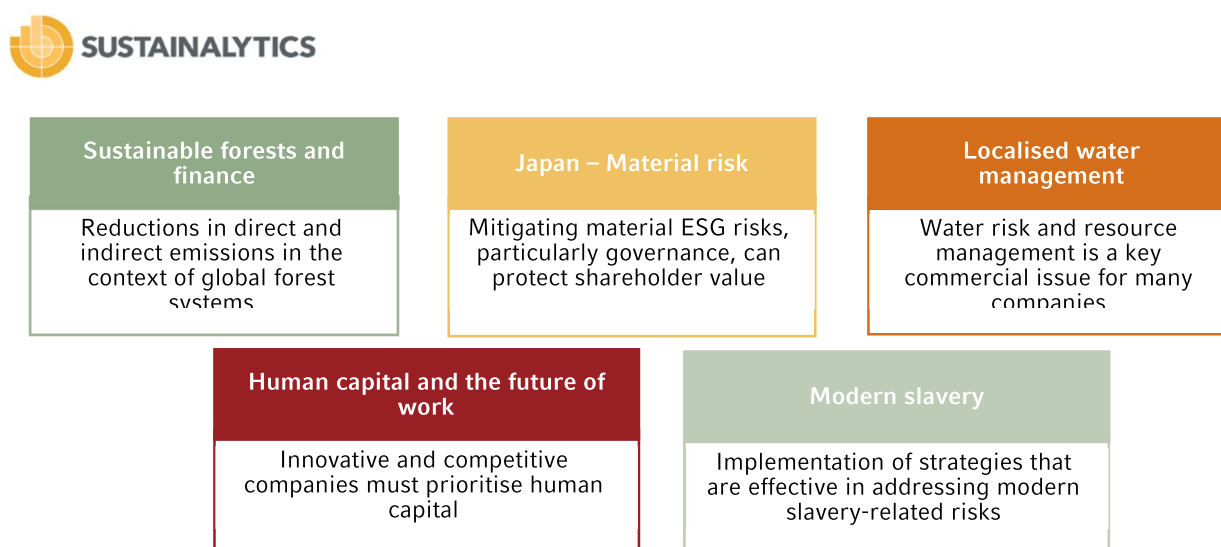 SUSTAINALYTICS
Sustainable forests and
finance
Reductions in direct and
indirect emissions in the
context of global forest
systems
Japan – Material risk
Mitigating material ESG risks,
particularly governance, can
protect shareholder value
Localised water
management
Water risk and resource
management is a key
commercial issue for many
companies
Human capital and the future of
work
Innovative and competitive
companies must prioritise human
capital
Modern slavery
Implementation of strategies that
are effective in addressing modern
slavery-related risks